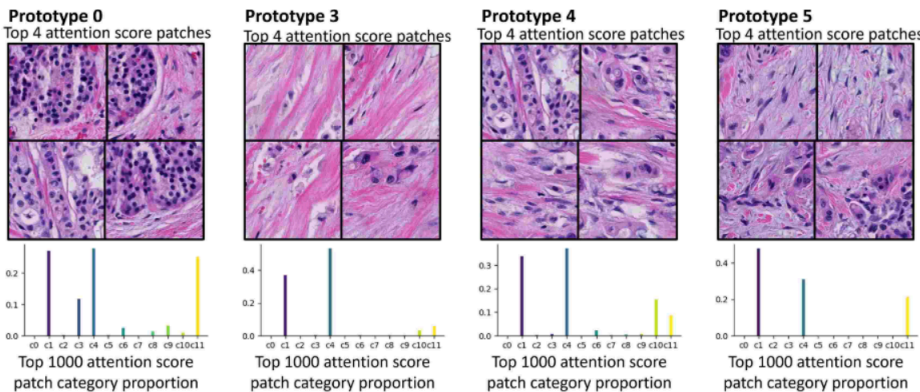 Prototype 0
Top 4 attention score patches
0.2
0.1
0.0
c0 c1 c2 c3 c4 c5 c6 c7 c8 c9 c10 c11
Top 1000 attention score
patch category proportion
Prototype 3
Top 4 attention score patches
0.4
0.2
0.0
c0 c1 c2 c3 c4 c5 c6 c7 c8 c9 c10 c11
Top 1000 attention score
patch category proportion
Prototype 4
Top 4 attention score patches
0.3
0.2
0.1
0.0
c0 c1 c2 c3 c4 c5 c6 c7 c8 c9 c10 c11
Top 1000 attention score
patch category proportion
Prototype 5
Top 4 attention score patches
0.4
0.2
0.0
c0 c1 c2 c3 c4 c5 c6 c7 c8 c9 c10 c11
Top 1000 attention score
patch category proportion